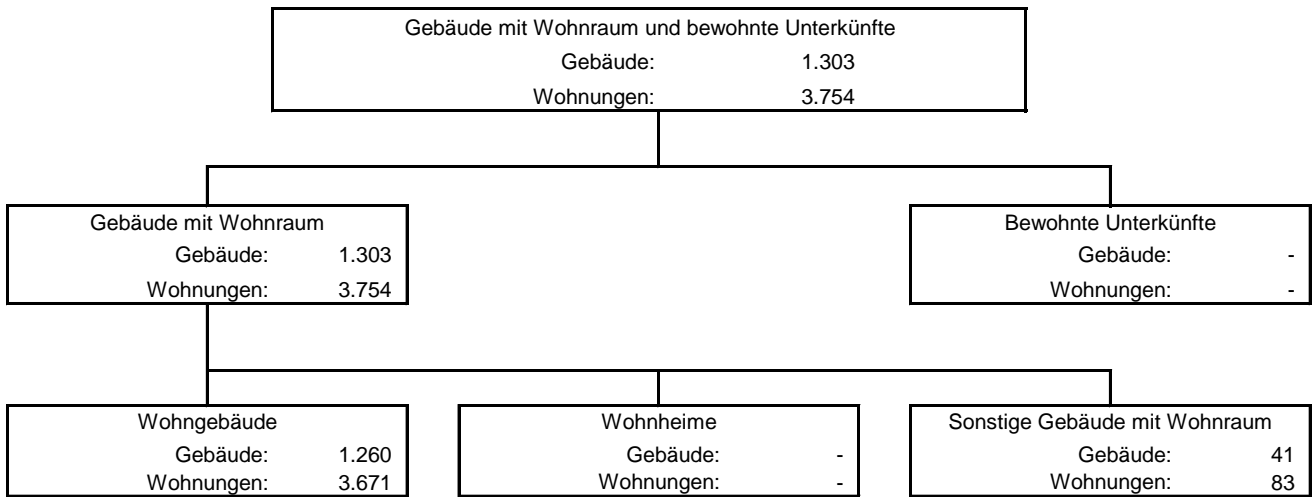 Gebäude mit Wohnraum und bewohnte Unterkünfte
Gebäude: 1.303
Wohnungen: 3.754
Gebäude mit Wohnraum
Gebäude: 1.303
Wohnungen: 3.754
Bewohnte Unterkünfte
Gebäude: -
Wohnungen: -
Wohngebäude
Gebäude: 1.260
Wohnungen: 3.671
Wohnheime
Gebäude: -
Wohnungen: -
Sonstige Gebäude mit Wohnraum
Gebäude: 41
Wohnungen: 83